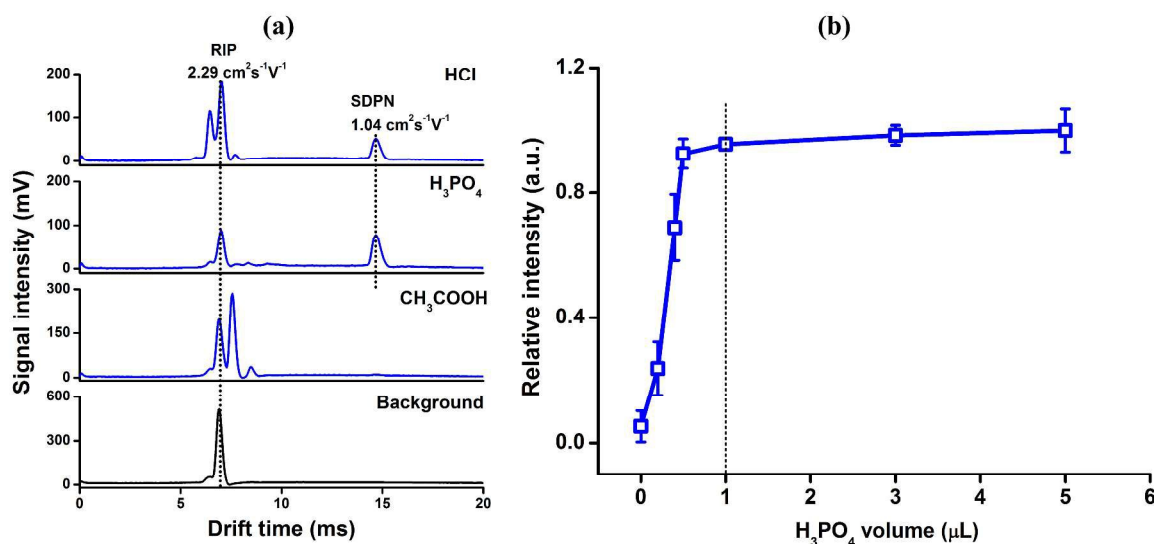 (a)
RIP
2.29 cm²s⁻¹V⁻¹
HCl
SDPN
1.04 cm²s⁻¹V⁻¹
200
100
0
H₃PO₄
200
100
0
CH₃COOH
300
150
0
Background
600
300
0
0 5 10 15 20
Drift time (ms)
Signal intensity (mV)
(b)
1.2
0.8
0.4
0.0
0 1 2 3 4 5 6
H₃PO₄ volume (µL)
Relative intensity (a.u.)